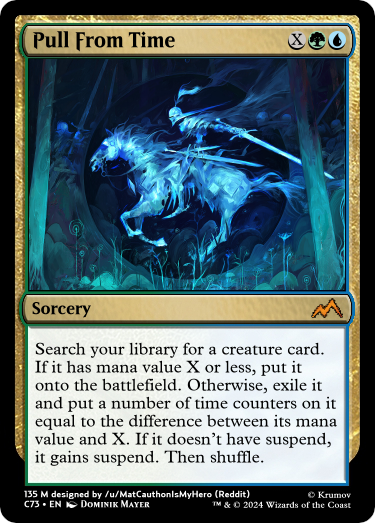 Pull From Time X
Sorcery
Search your library for a creature card.
If it has mana value X or less, put it
onto the battlefield. Otherwise, exile it
and put a number of time counters on it
equal to the difference between its mana
value and X. If it doesn't have suspend,
it gains suspend. Then shuffle.
135 M designed by /u/MatCauthonIsMyHero (Reddit) © Krumov
C73 • EN Dominik Mayer ™ & © 2024 Wizards of the Coast